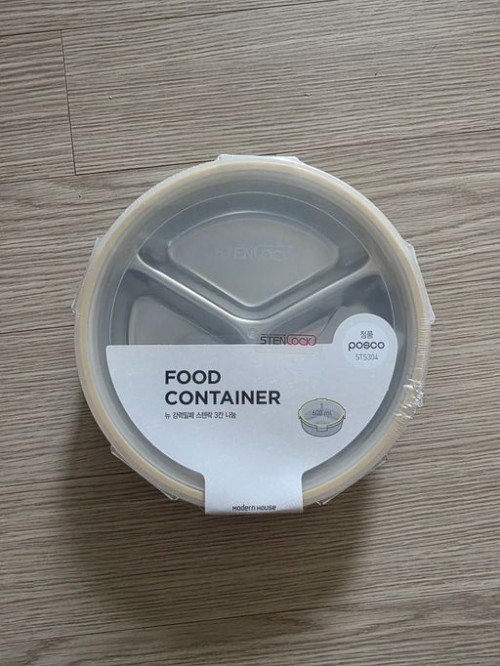 STENLOCK
STENLOCK
정품
posco
STS304
FOOD
CONTAINER
뉴 강력밀폐 스텐락 3칸 나눔
MODERN HOUSE